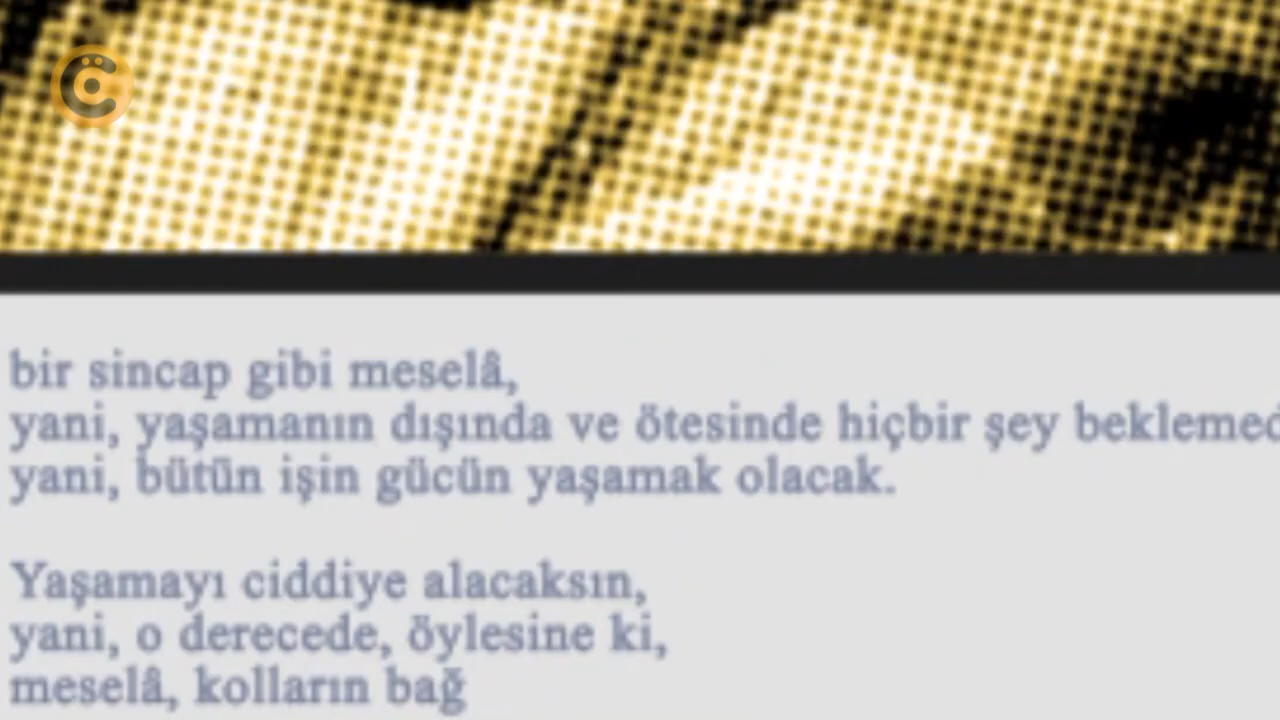 bir sincap gibi meselâ,
yani, yaşamanın dışında ve ötesinde hiçbir şey beklemed
yani, bütün işin gücün yaşamak olacak.
Yaşamayı ciddiye alacaksın,
yani, o derecede, öylesine ki,
meselâ, kolların bağ